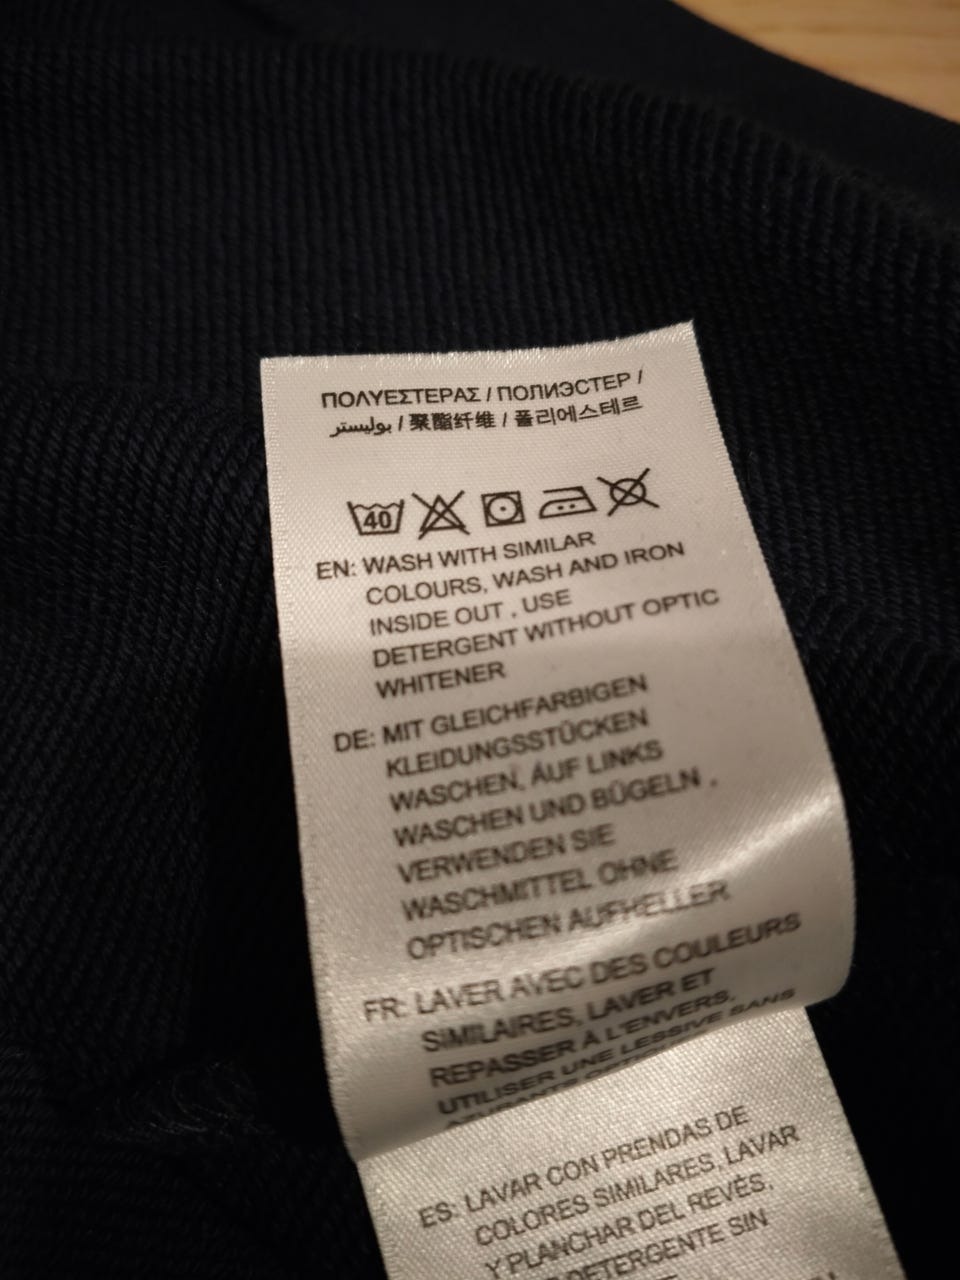 ΠΟΛΥΕΣΤΕΡΑΣ / ПОЛИЭСТЕР /
بوليستر / 聚酯纤维 / 폴리에스테르
40
EN: WASH WITH SIMILAR
COLOURS, WASH AND IRON
INSIDE OUT , USE
DETERGENT WITHOUT OPTIC
WHITENER
DE: MIT GLEICHFARBIGEN
KLEIDUNGSSTÜCKEN
WASCHEN, AUF LINKS
WASCHEN UND BÜGELN ,
VERWENDEN SIE
WASCHMITTEL OHNE
OPTISCHEN AUFHELLER
FR: LAVER AVEC DES COULEURS
SIMILAIRES, LAVER ET
REPASSER À L'ENVERS,
UTILISER UNE LESSIVE SANS
AZURANTS
ES: LAVAR CON PRENDAS DE
COLORES SIMILARES, LAVAR
Y PLANCHAR DEL REVÉS,
DETERGENTE SIN